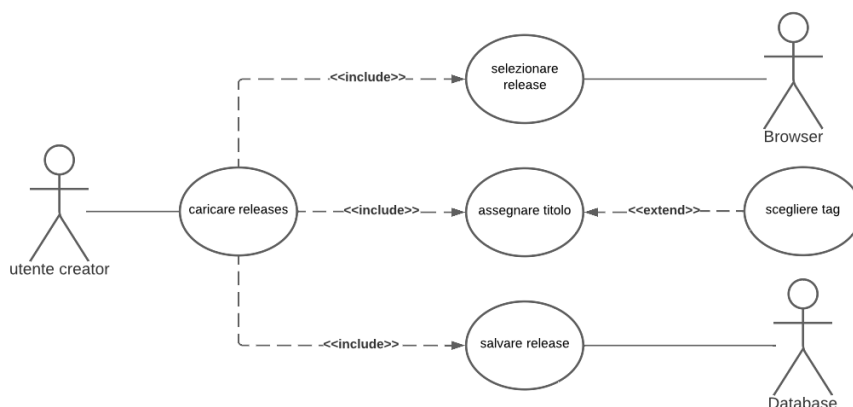 selezionare
release
<<include>>
Browser
utente creator
caricare releases
<<include>>
assegnare titolo
<<extend>>
scegliere tag
<<include>>
salvare release
Database